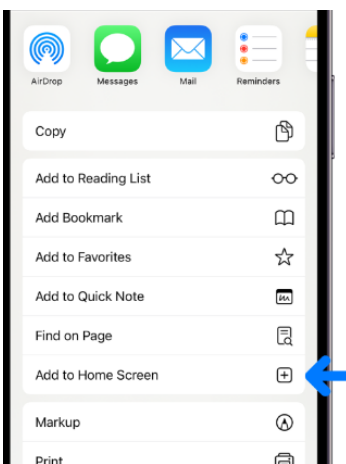 AirDrop
Messages
Mail
Reminders
Copy
Add to Reading List
Add Bookmark
Add to Favorites
Add to Quick Note
Find on Page
Add to Home Screen
Markup
Print